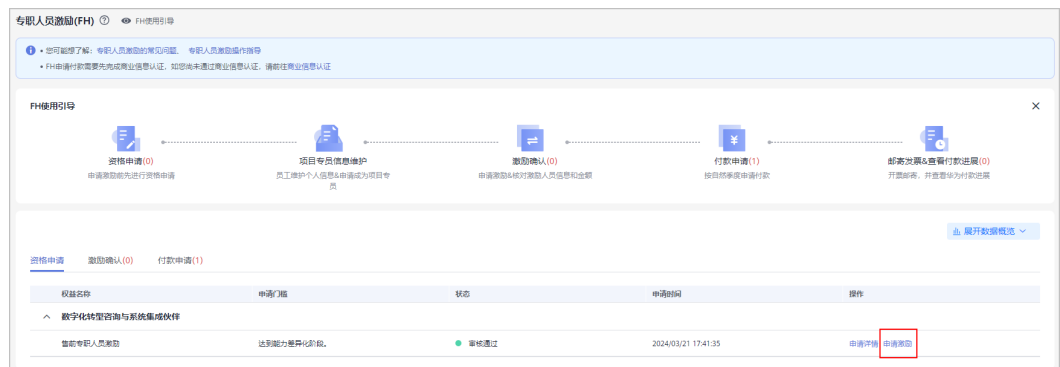 专职人员激励(FH) ? FH使用引导
• 您可能想了解：专职人员激励的常见问题、 专职人员激励操作指导
• FH申请付款需要先完成商业信息认证，如您尚未通过商业信息认证，请前往商业信息认证
FH使用引导
资格申请(0) 项目专员信息维护 激励确认(0) 付款申请(1) 邮寄发票&查看付款进展(0)
申请激励前先进行资格申请 员工维护个人信息&申请成为项目专 申请激励&核对激励人员信息和金额 按自然季度申请付款 开票邮寄，并查看华为付款进展
员
展开数据概览
资格申请 激励确认(0) 付款申请(1)
权益名称 申请门槛 状态 申请时间 操作
数字化转型咨询与系统集成伙伴
售前专职人员激励 达到能力差异化阶段。 审核通过 2024/03/21 17:41:35 申请详情 申请激励